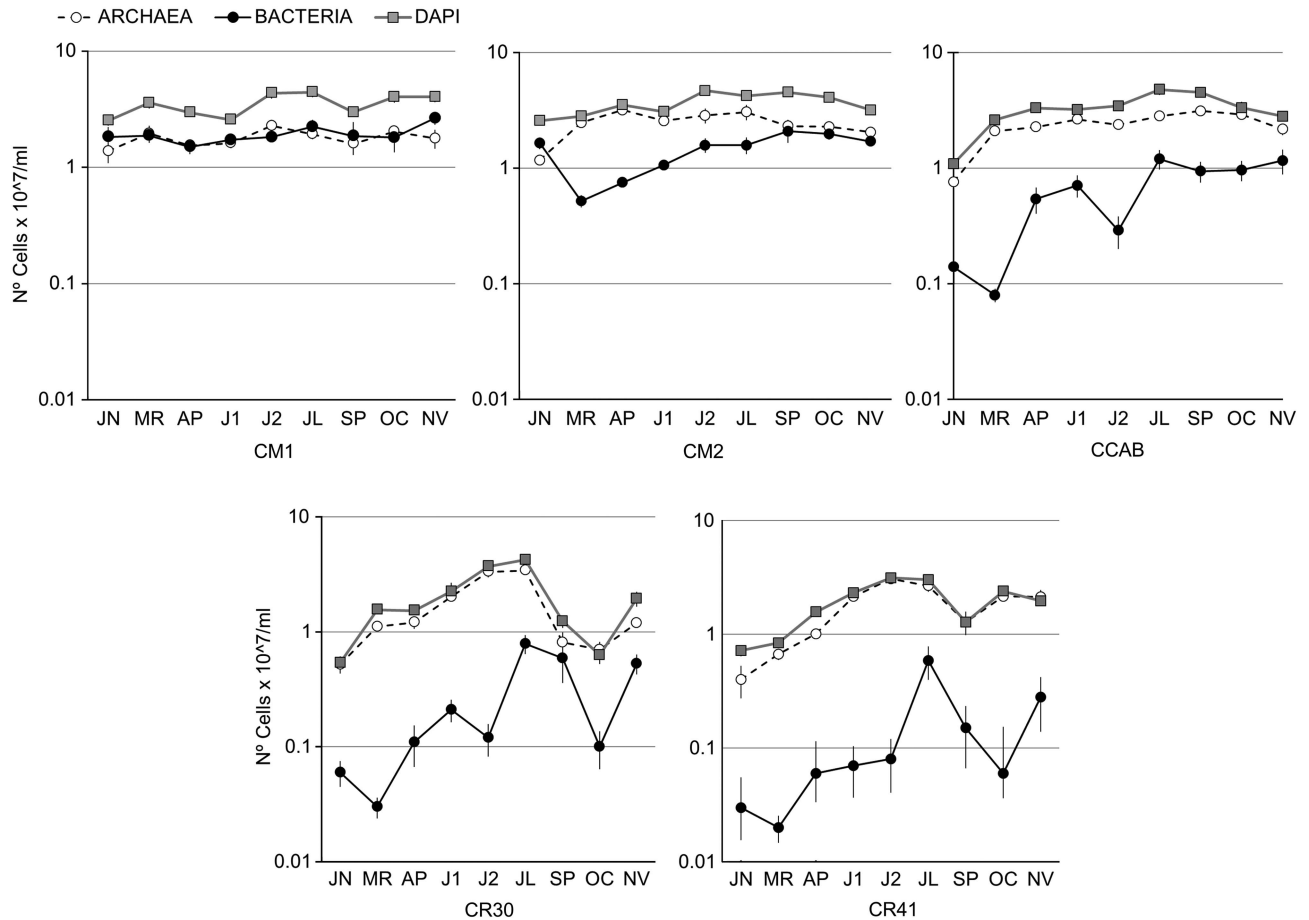 ARCHAEA BACTERIA DAPI
10
1
0.1
0.01
Nº Cells x 10^7/ml
JN MR AP J1 J2 JL SP OC NV
CM1
10
1
0.1
0.01
JN MR AP J1 J2 JL SP OC NV
CM2
10
1
0.1
0.01
JN MR AP J1 J2 JL SP OC NV
CCAB
10
1
0.1
0.01
Nº Cells x 10^7/ml
JN MR AP J1 J2 JL SP OC NV
CR30
10
1
0.1
0.01
JN MR AP J1 J2 JL SP OC NV
CR41